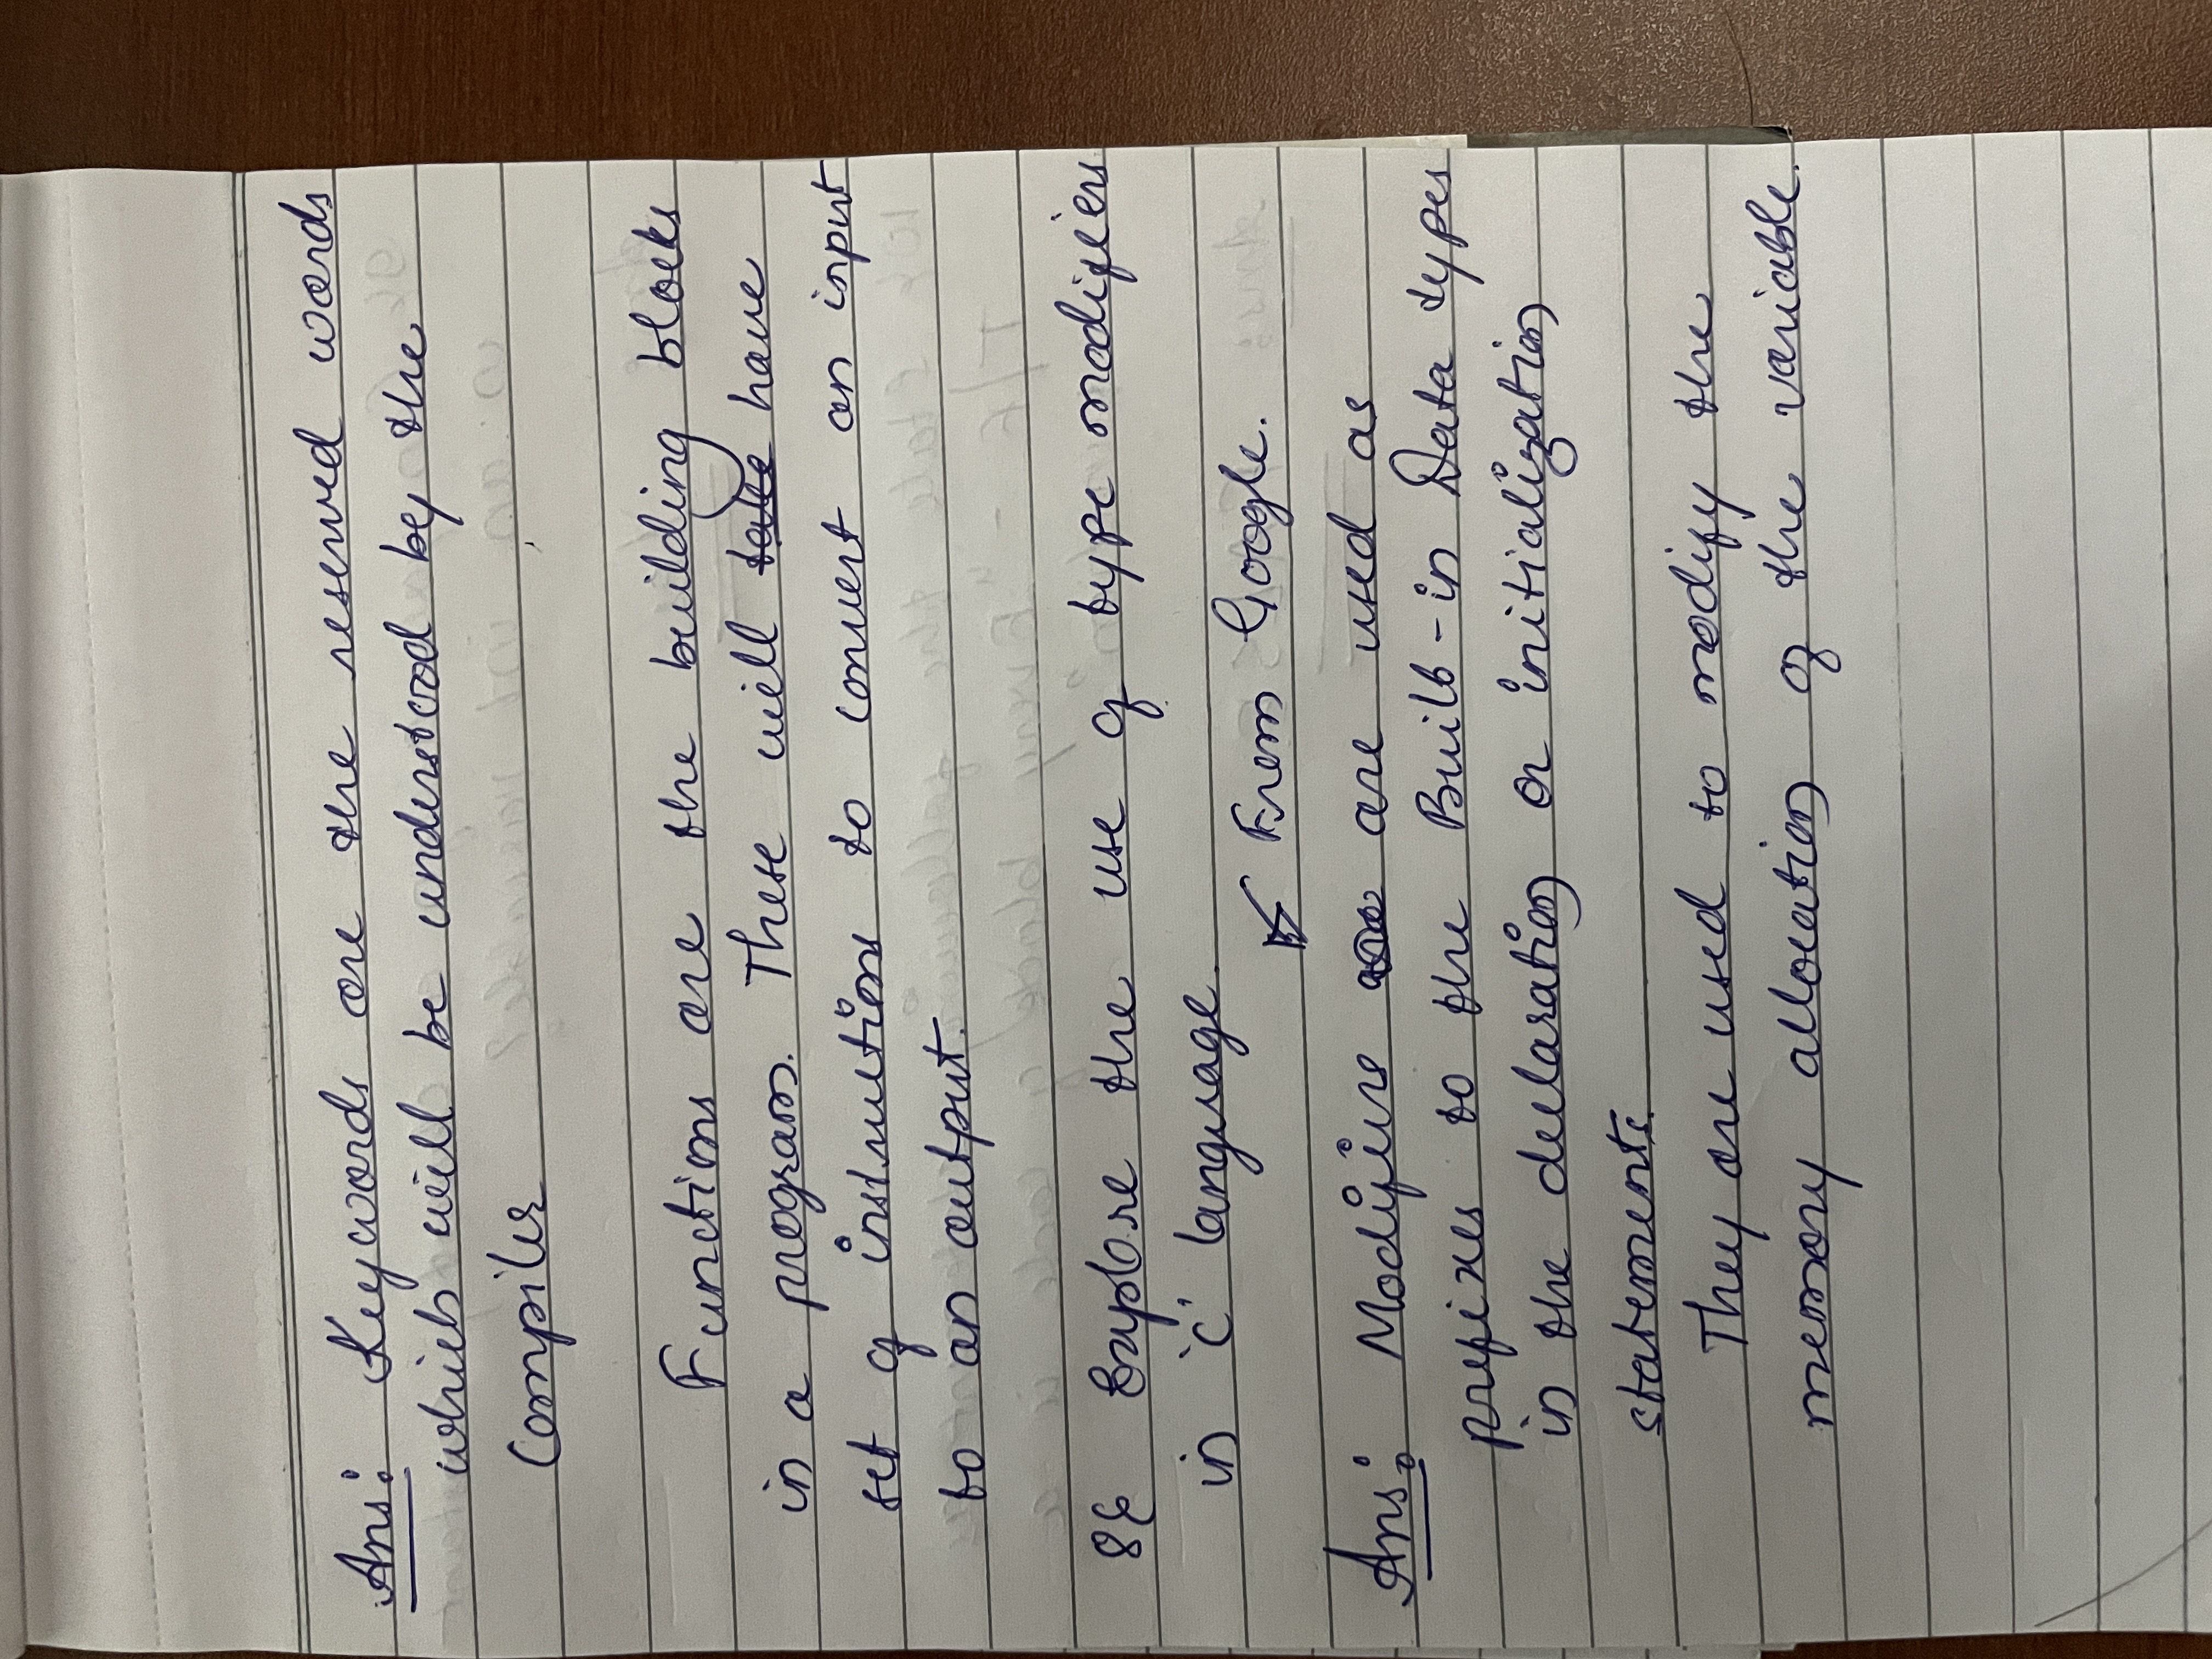 Ans: Keywords are the reserved words
which will be understood by the
Compiler
Functions are the building blocks
in a program. These will take have
set of instructions to convert an input
to an output.
8& Explore the use of type modifiers
in 'C' language.
From Google.
Ans: Modifiers are are used as
prefixes to the Built-in Data types
in the declaration or initialization
statements.
They are used to modify the
memory allocation of the variable.